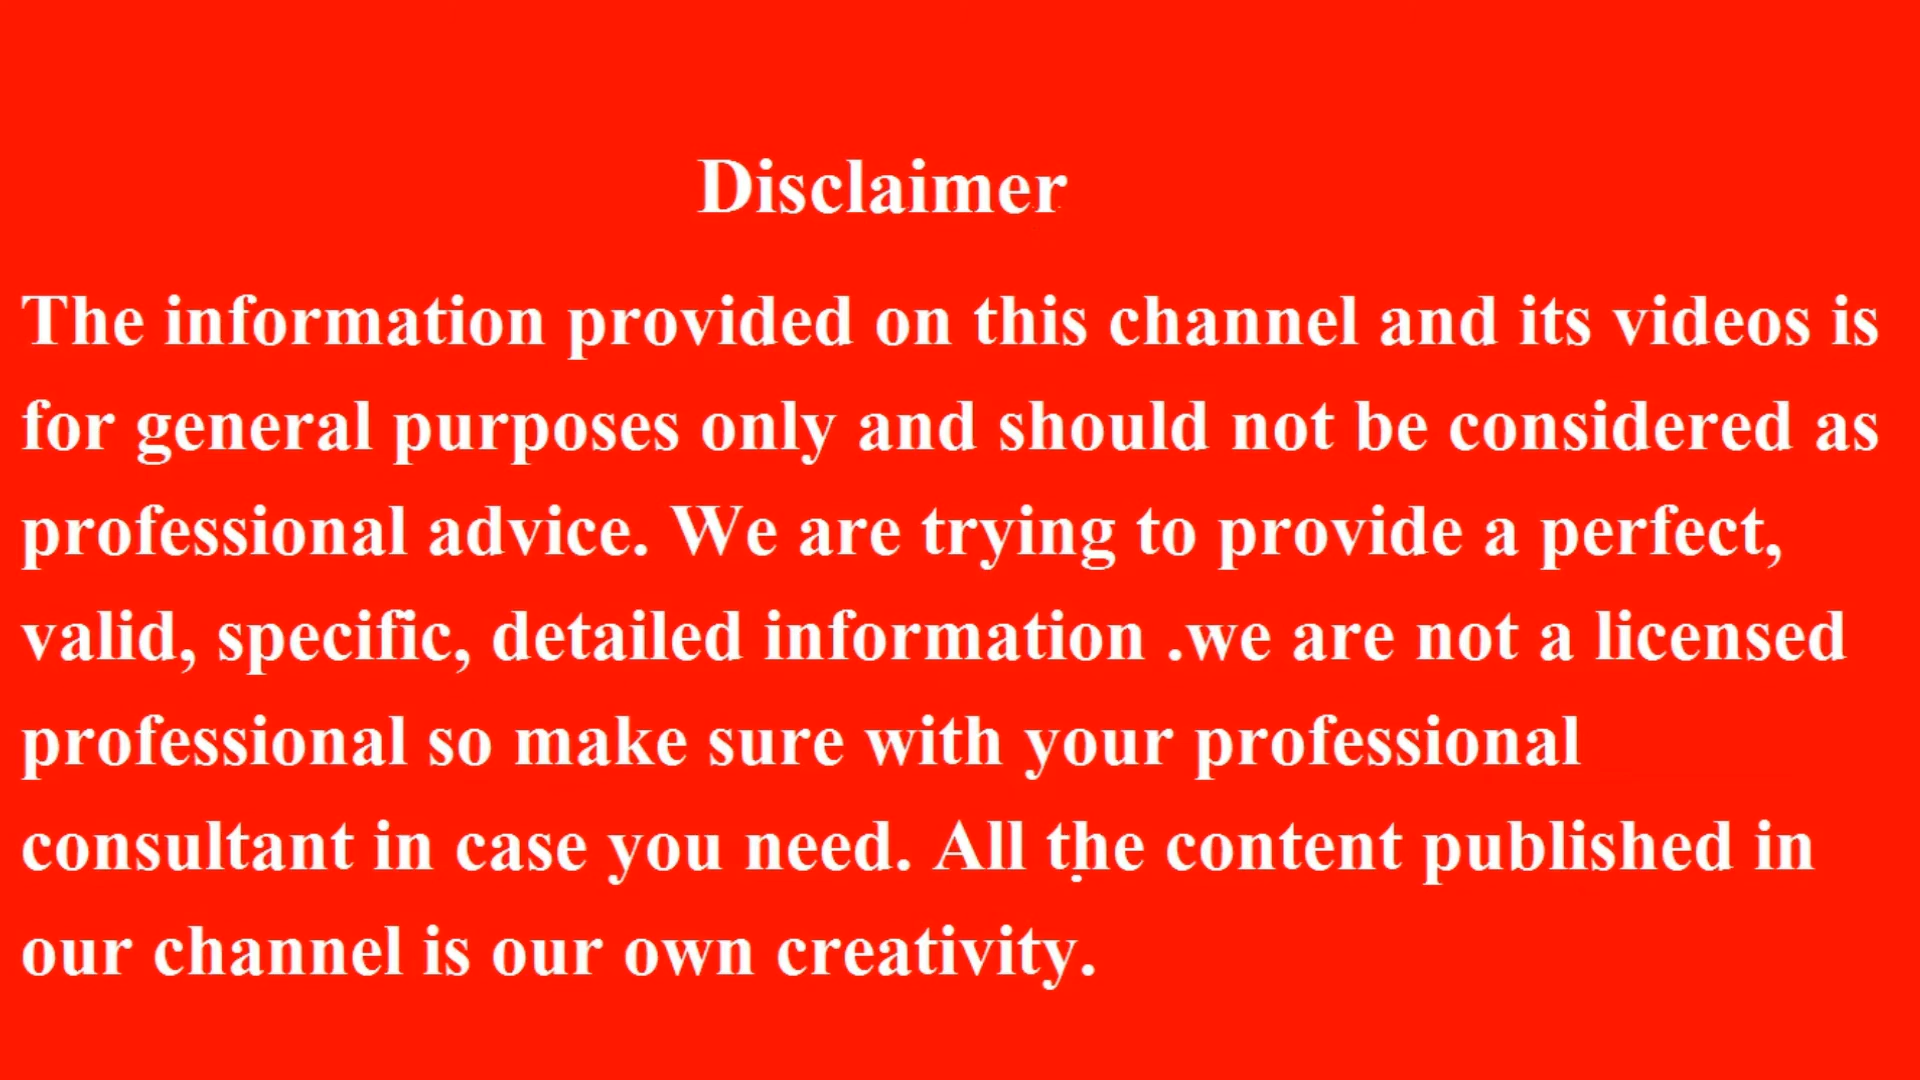 Disclaimer
The information provided on this channel and its videos is
for general purposes only and should not be considered as
professional advice. We are trying to provide a perfect,
valid, specific, detailed information .we are not a licensed
professional so make sure with your professional
consultant in case you need. All the content published in
our channel is our own creativity.